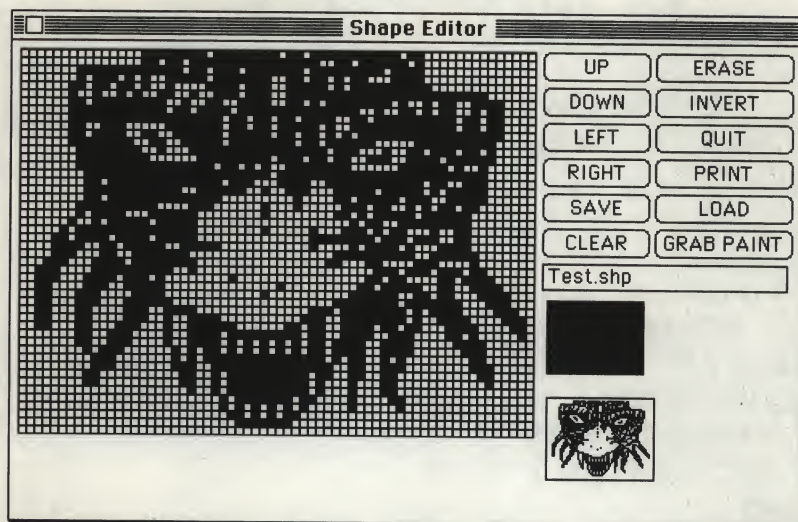 Shape Editor
UP ERASE
DOWN INVERT
LEFT QUIT
RIGHT PRINT
SAVE LOAD
CLEAR GRAB PAINT
Test.shp